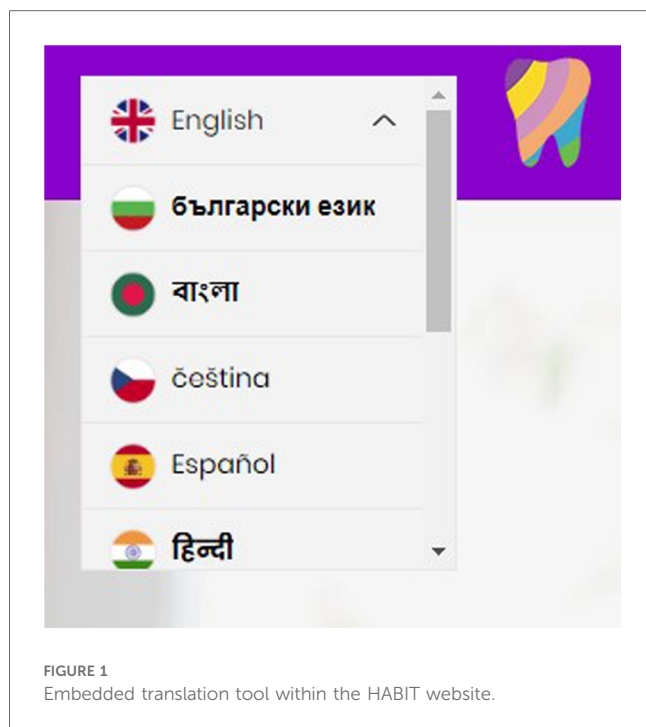 English
български език
বাংলা
čeština
Español
हिन्दी
FIGURE 1
Embedded translation tool within the HABIT website.